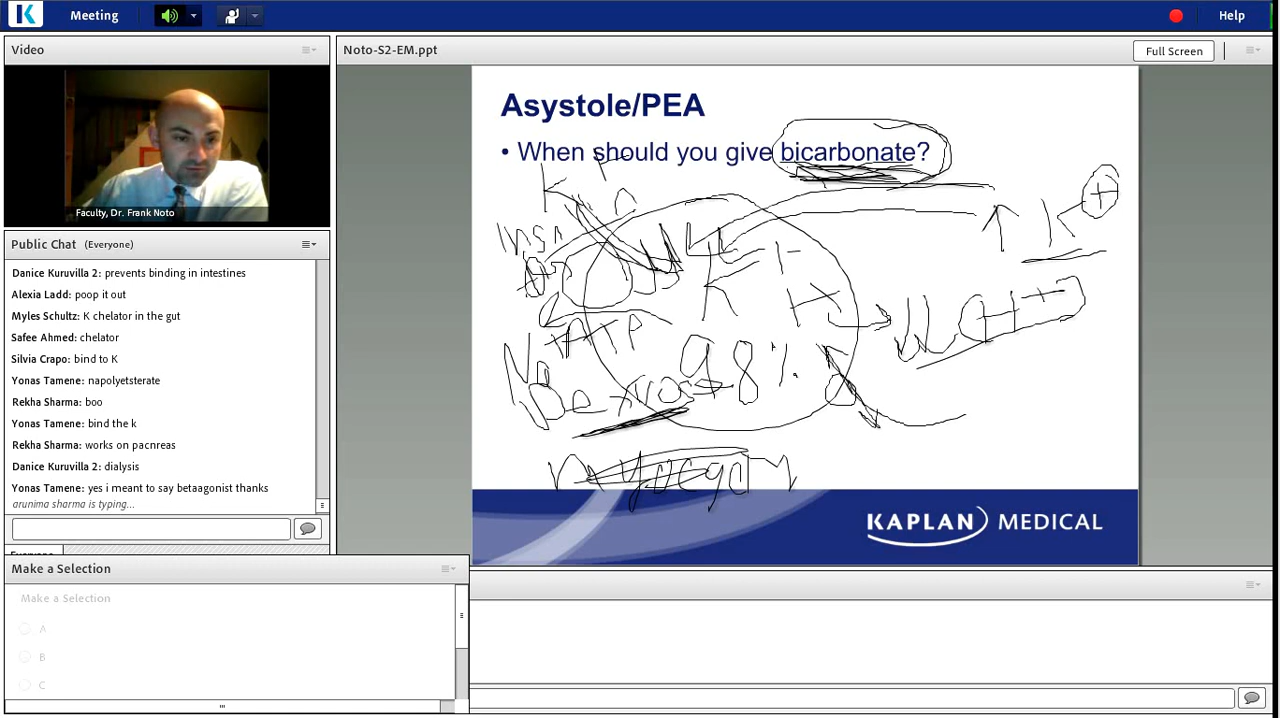 Meeting
Help
Video
Noto-S2-EM.ppt
Full Screen
Faculty, Dr. Frank Noto
Asystole/PEA
• When should you give bicarbonate?
↑ K +
K
98%
ATP
Public Chat (Everyone)
Danice Kuruvilla 2: prevents binding in intestines
Alexia Ladd: poop it out
Myles Schultz: K chelator in the gut
Safee Ahmed: chelator
Silvia Crapo: bind to K
Yonas Tamene: napolyetsterate
Rekha Sharma: boo
Yonas Tamene: bind the k
Rekha Sharma: works on pacnreas
Danice Kuruvilla 2: dialysis
Yonas Tamene: yes i meant to say betaagonist thanks
arunima sharma is typing...
Everyone
Make a Selection
Make a Selection
A
B
C
KAPLAN MEDICAL